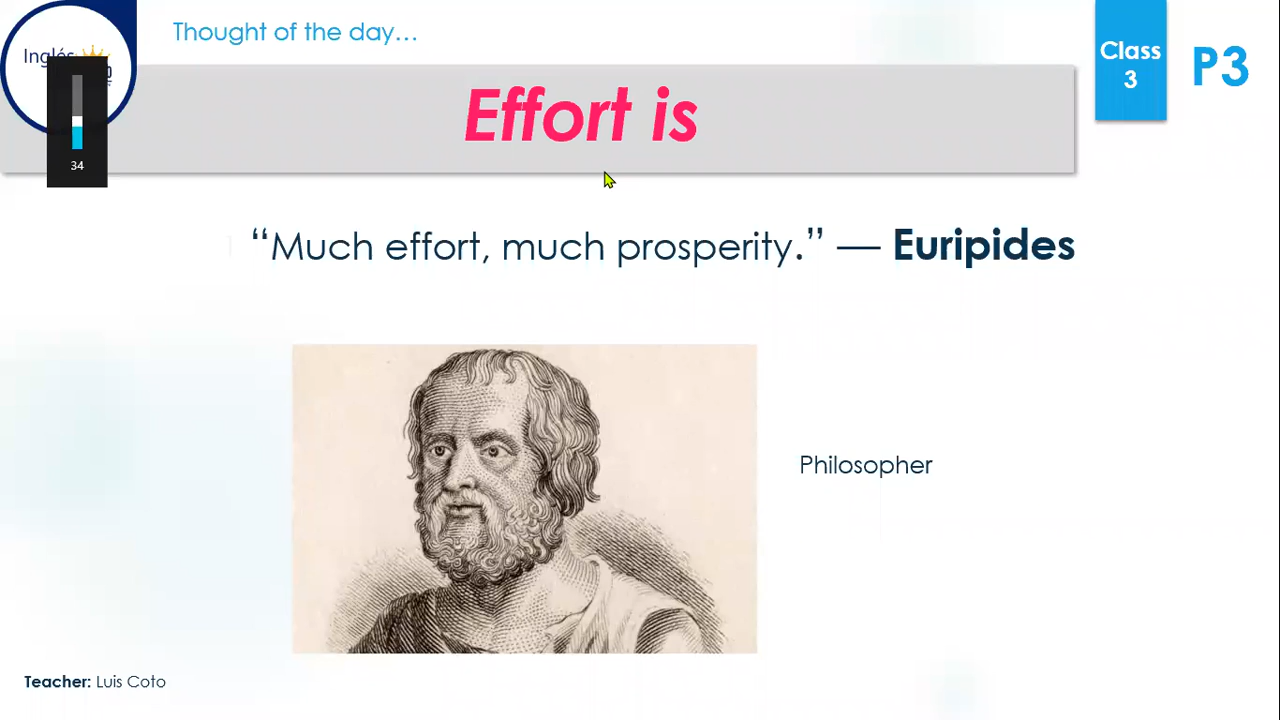 Thought of the day…
Inglés
Class
3
P3
Effort is
34
“Much effort, much prosperity.” — Euripides
Philosopher
Teacher: Luis Coto